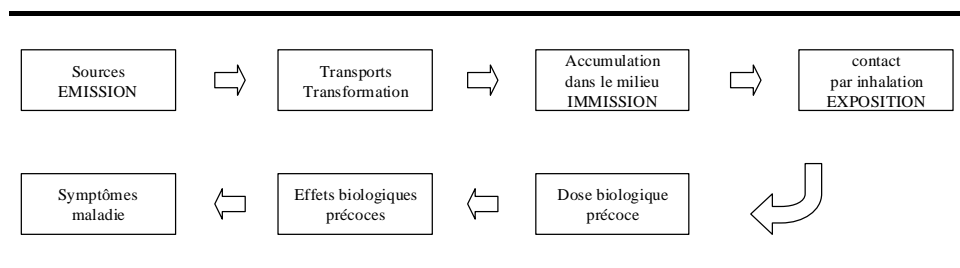 Sources
EMISSION
Transports
Transformation
Accumulation
dans le milieu
IMMISSION
contact
par inhalation
EXPOSITION
Symptômes
maladie
Effets biologiques
précoces
Dose biologique
précoce